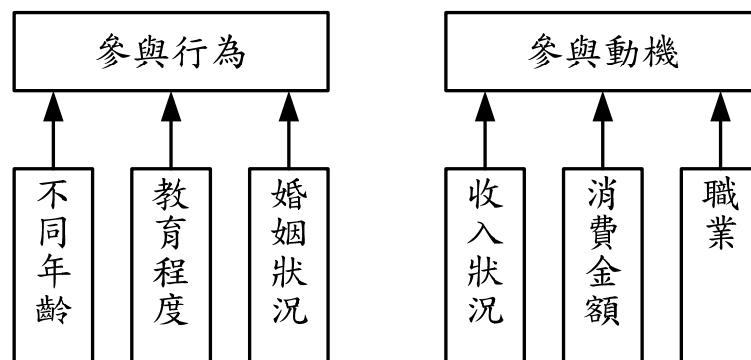 參與行為
參與動機
不同年齡
教育程度
婚姻狀況
收入狀況
消費金額
職業